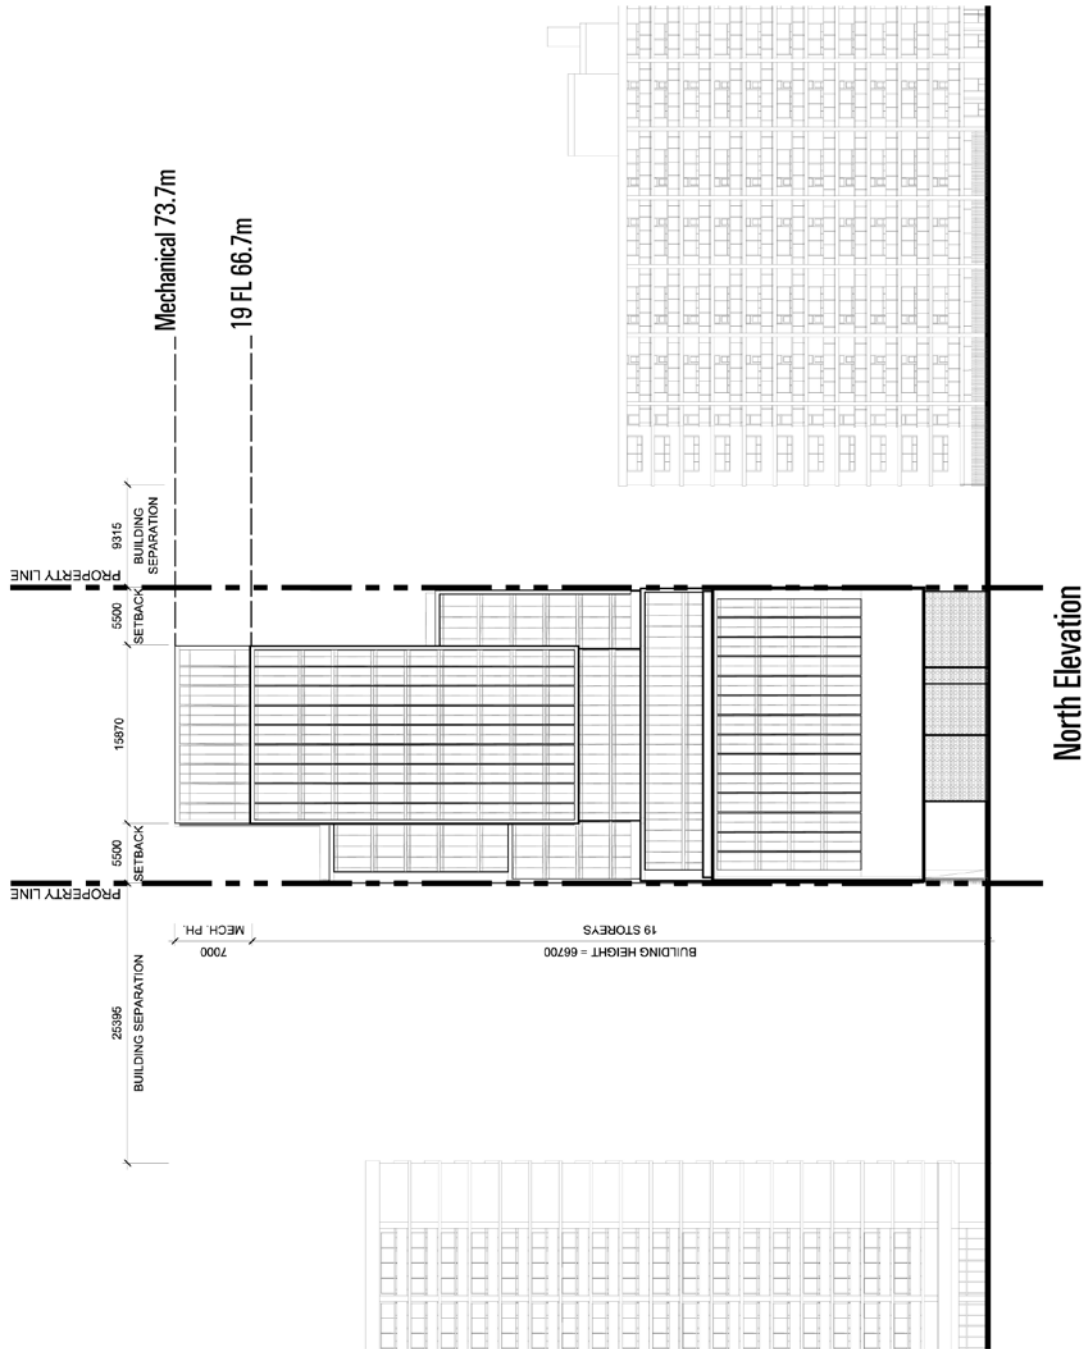 Mechanical 73.7m
19 FL 66.7m
25395
BUILDING SEPARATION
PROPERTY LINE
5500
SETBACK
15870
5500
SETBACK
PROPERTY LINE
9315
BUILDING
SEPARATION
7000
MECH. PH.
BUILDING HEIGHT = 66700
19 STOREYS
North Elevation